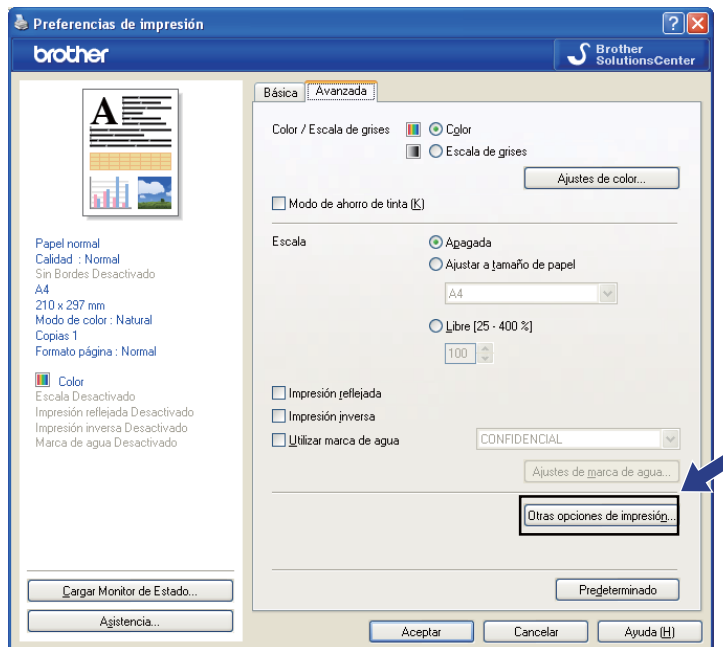 Preferencias de impresión
brother
Brother
SolutionsCenter
A
Papel normal
Calidad : Normal
Sin Bordes Desactivado
A4
210 x 297 mm
Modo de color : Natural
Copias 1
Formato página : Normal
Color
Escala Desactivado
Impresión reflejada Desactivado
Impresión inversa Desactivado
Marca de agua Desactivado
Cargar Monitor de Estado...
Asistencia...
Básica
Avanzada
Color / Escala de grises
Color
Escala de grises
Ajustes de color...
Modo de ahorro de tinta (K)
Escala
Apagada
Ajustar a tamaño de papel
A4
Libre [25 - 400 %]
100
Impresión reflejada
Impresión inversa
Utilizar marca de agua
CONFIDENCIAL
Ajustes de marca de agua...
Otras opciones de impresión...
Predeterminado
Aceptar
Cancelar
Ayuda (H)